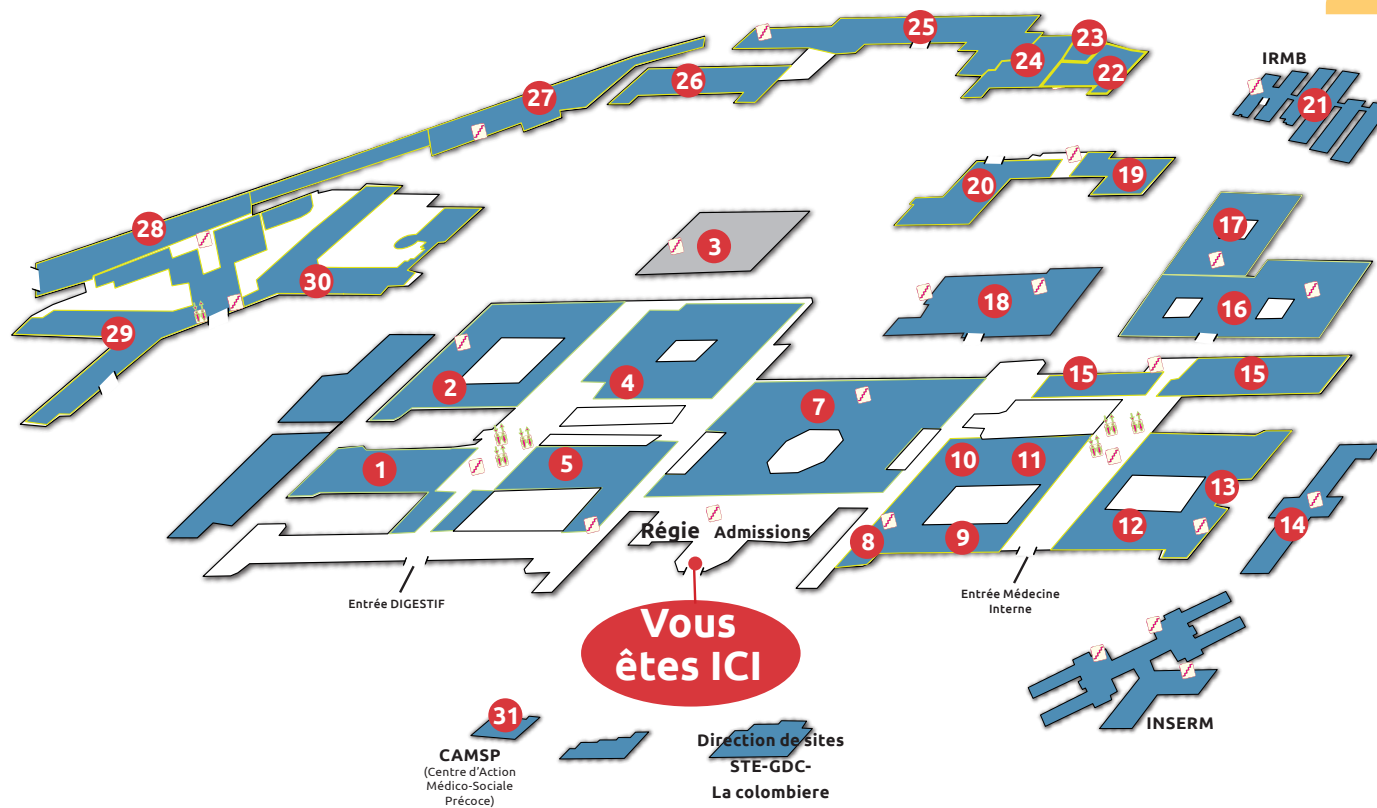 25
23
24
22
26
27
IRMB
21
19
20
17
28
3
30
18
16
29
2
4
15
15
7
1
5
10
11
13
12
14
8
9
Régie Admissions
Entrée DIGESTIF
Entrée Médecine
Interne
Vous
êtes ICI
31
CAMSP
(Centre d'Action
Médico-Sociale
Précoce)
Direction de sites
STE-GDC-
La colombiere
INSERM